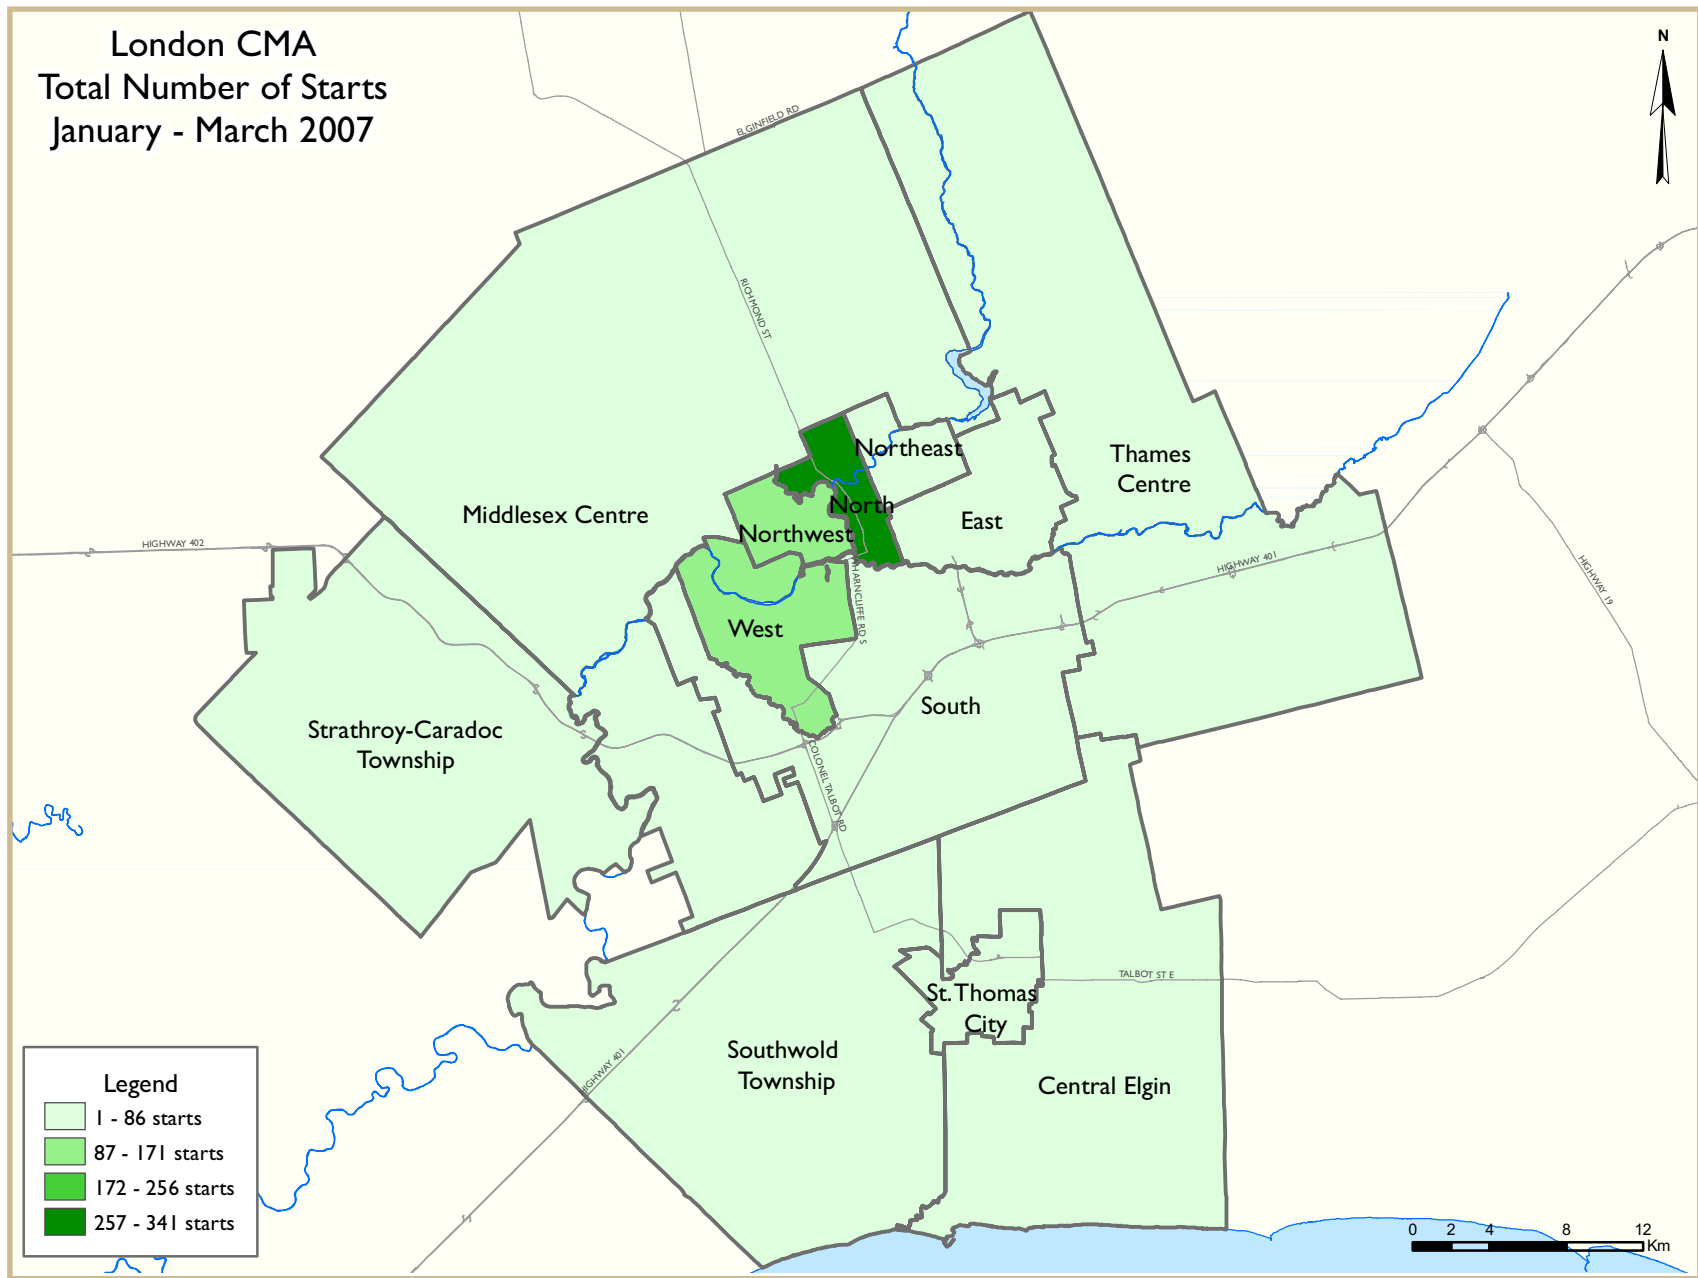 London CMA
Total Number of Starts
January - March 2007
N
ELGINFIELD RD
RICHMOND ST
Northeast
Thames
Centre
North
Middlesex Centre
East
Northwest
HIGHWAY 402
HIGHWAY 401
HIGHWAY 19
WHARNCLIFFE RD S
West
South
Strathroy-Caradoc
Township
COLONEL TALBOT RD
TALBOT ST E
St. Thomas
City
Southwold
Township
Central Elgin
HIGHWAY 401
Legend
1 - 86 starts
87 - 171 starts
172 - 256 starts
257 - 341 starts
0 2 4 8 12
Km